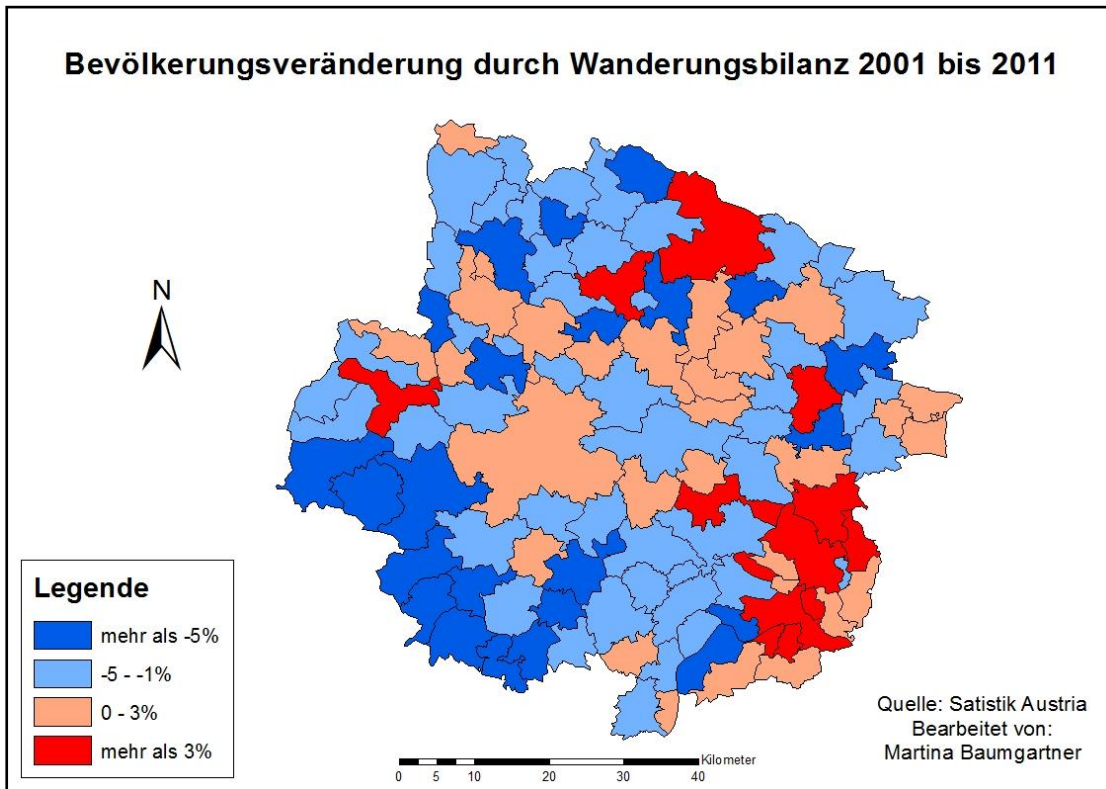 Bevölkerungsveränderung durch Wanderungsbilanz 2001 bis 2011
N
Legende
mehr als -5%
-5 - -1%
0 - 3%
mehr als 3%
Quelle: Satistik Austria
Bearbeitet von:
Martina Baumgartner
Kilometer
0 5 10 20 30 40